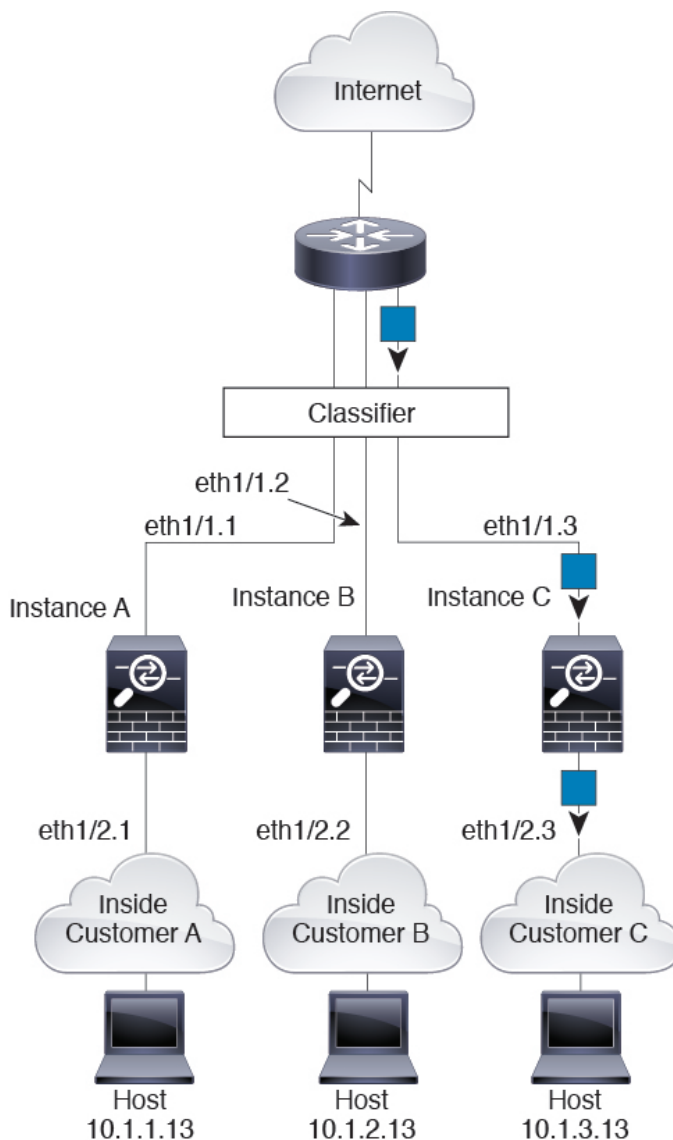 Internet
Classifier
eth1/1.2
eth1/1.1
eth1/1.3
Instance A
Instance B
Instance C
eth1/2.1
eth1/2.2
eth1/2.3
Inside
Customer A
Inside
Customer B
Inside
Customer C
Host
10.1.1.13
Host
10.1.2.13
Host
10.1.3.13